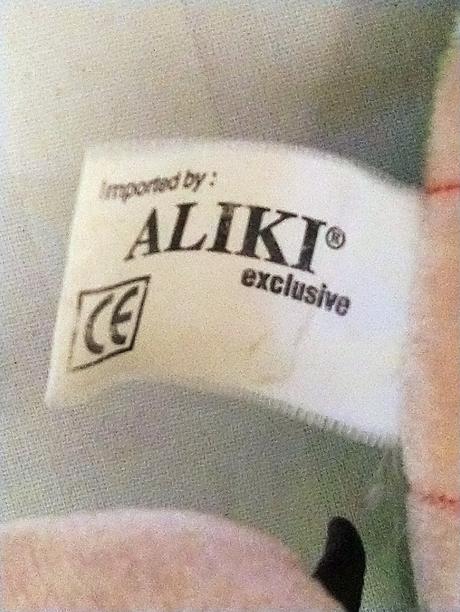 Imported by :
ALIKI®
exclusive
CE